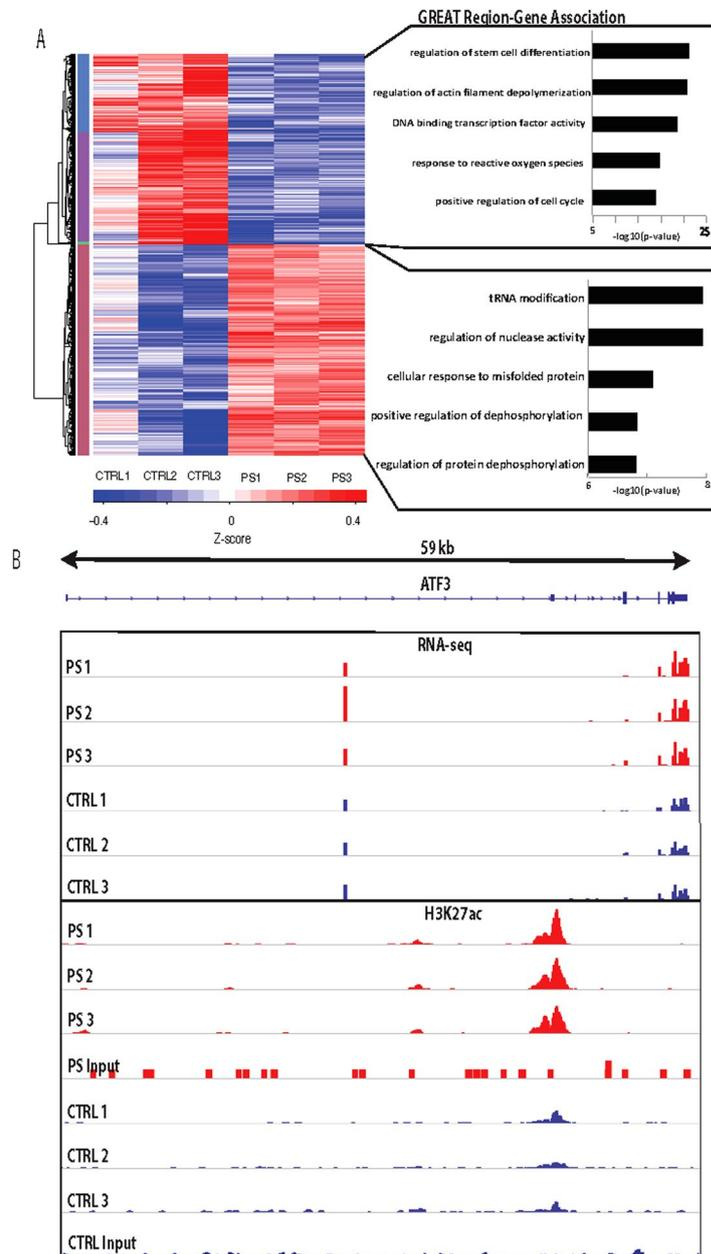 A
GREAT Region-Gene Association
regulation of stem cell differentiation
regulation of actin filament depolymerization
DNA binding transcription factor activity
response to reactive oxygen species
positive regulation of cell cycle
5 25
-log10(p-value)
tRNA modification
regulation of nuclease activity
cellular response to misfolded protein
positive regulation of dephosphorylation
regulation of protein dephosphorylation
6 8
-log10(p-value)
CTRL1 CTRL2 CTRL3 PS1 PS2 PS3
-0.4 0 0.4
Z-score
B
59 kb
ATF3
RNA-seq
PS 1
PS 2
PS 3
CTRL 1
CTRL 2
CTRL 3
H3K27ac
PS 1
PS 2
PS 3
PS Input
CTRL 1
CTRL 2
CTRL 3
CTRL Input